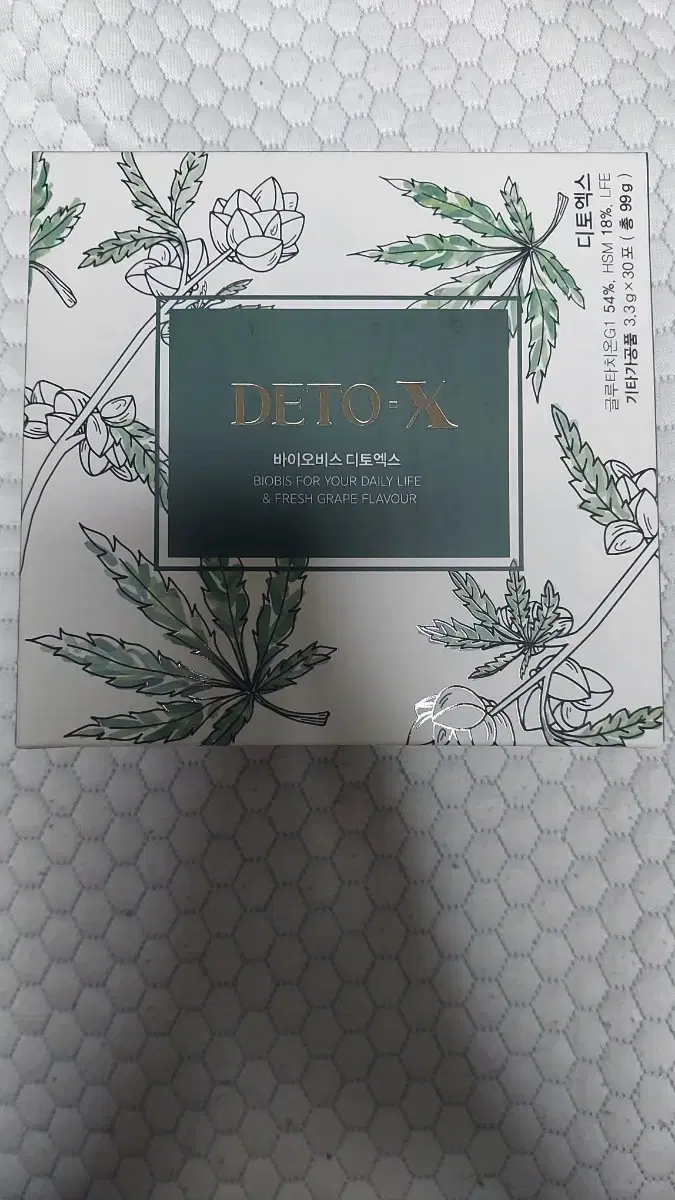 DETO-X
바이오비스 디토엑스
BIOBIS FOR YOUR DAILY LIFE
& FRESH GRAPE FLAVOUR
디토엑스
글루타치온G1 54%, HSM 18%, LFE
기타가공품 3.3g×30포 ( 총 99g )